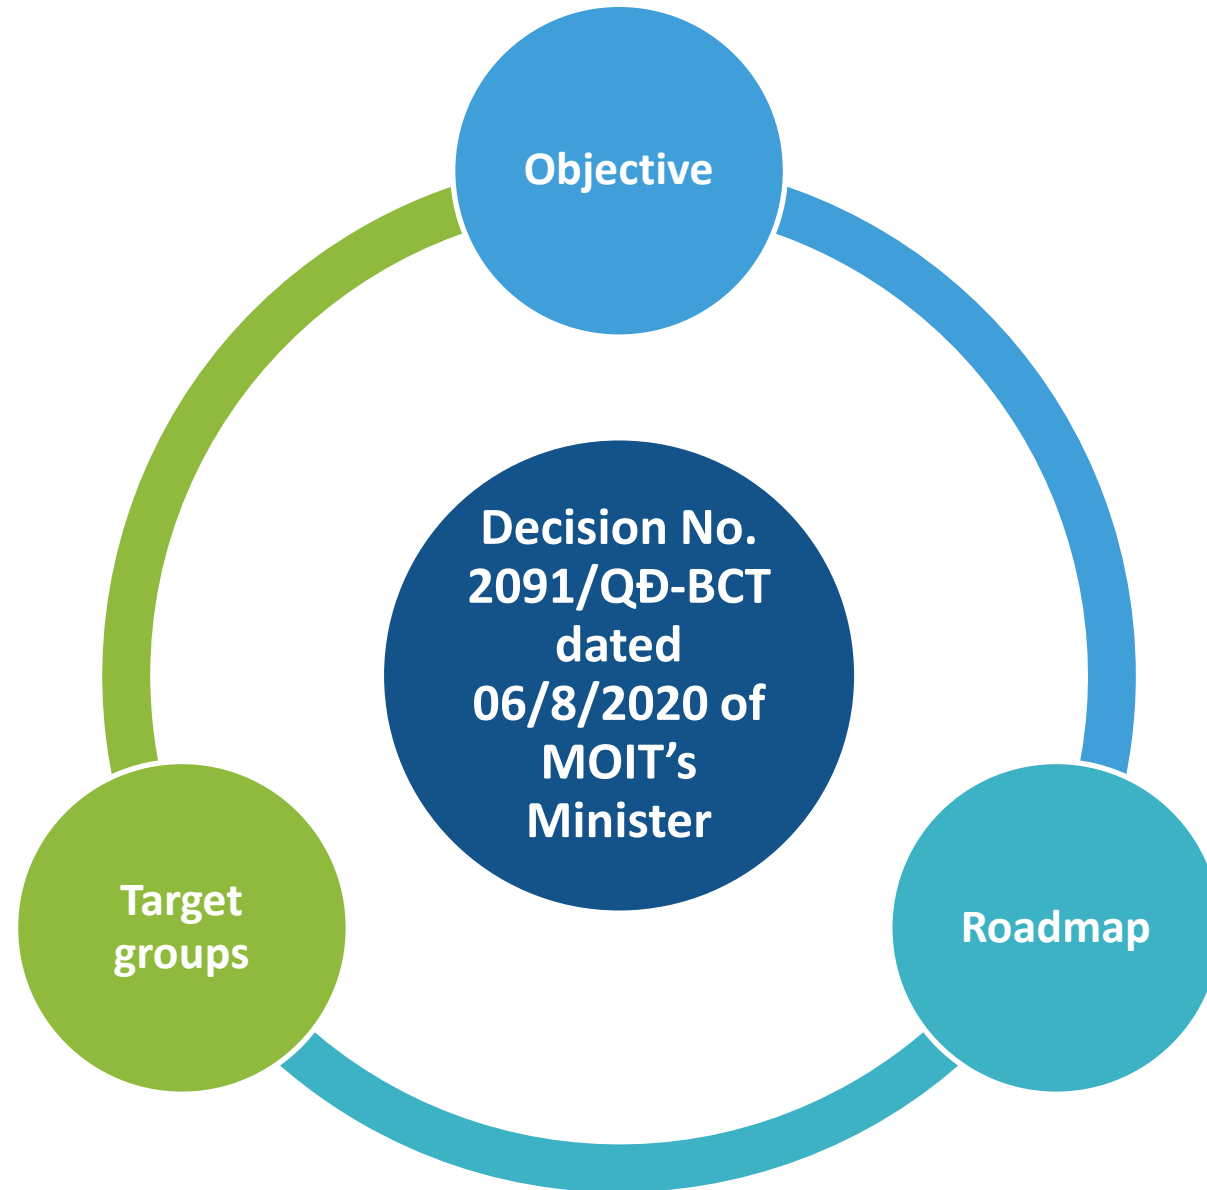 Objective
Decision No.
2091/QĐ-BCT
dated
06/8/2020 of
MOIT’s
Minister
Target
groups
Roadmap